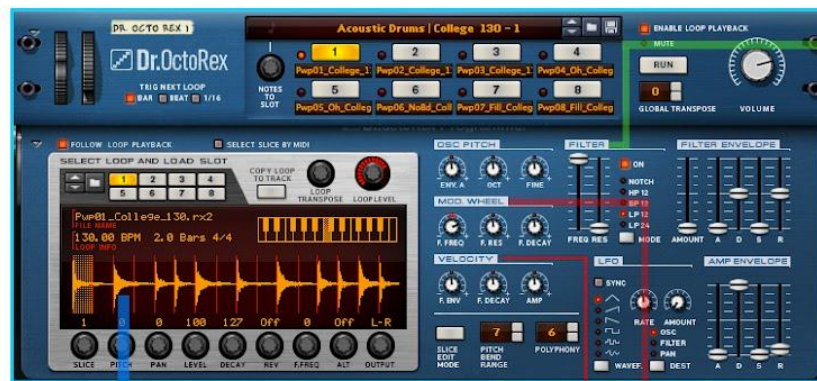 DR. OCTO REX 1
Acoustic Drums | College 130 - 1
ENABLE LOOP PLAYBACK
MUTE
Dr.OctoRex
1 2 3 4
Pwp01_College_1 Pwp02_College_1 Pwp03_College_1 Pwp04_Oh_Colleg
RUN
TRIG NEXT LOOP
BAR BEAT 1/16
NOTES TO SLOT
5 6 7 8
Pwp05_Oh_Colleg Pwp06_NoBd_Coll Pwp07_Fill_Colleg Pwp08_Fill_Colleg
0
GLOBAL TRANSPOSE
VOLUME
FOLLOW LOOP PLAYBACK
SELECT SLICE BY MIDI
SELECT LOOP AND LOAD SLOT
1 2 3 4
5 6 7 8
COPY LOOP TO TRACK
LOOP TRANSPOSE
LOOP LEVEL
Pwp01_College_130.rx2
FILE NAME
130.00 BPM 2.0 Bars 4/4
LOOP INFO
1 0 0 100 127 Off 0 Off L-R
SLICE PITCH PAN LEVEL DECAY REV F.FREQ ALT OUTPUT
OSC PITCH
ENV. A OCT FINE
MOD. WHEEL
F. FREQ F. RES F. DECAY
VELOCITY
F. ENV F. DECAY AMP
SLICE EDIT MODE
7
PITCH BEND RANGE
6
POLYPHONY
FILTER
ON
NOTCH
HP 12
BP 12
LP 12
LP 24
FREQ RES MODE
FILTER ENVELOPE
AMOUNT A D S R
LFO
SYNC
RATE AMOUNT
OSC
FILTER
PAN
WAVEF. DEST
AMP ENVELOPE
A D S R